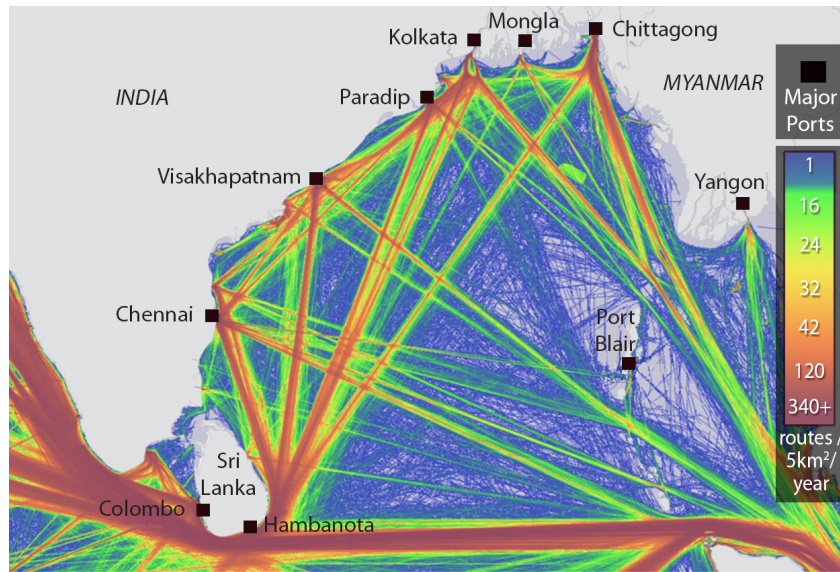 Kolkata
Mongla
Chittagong
INDIA
Paradip
MYANMAR
Major
Ports
Visakhapatnam
Yangon
1
16
24
32
42
120
340+
routes /
5km²/
year
Chennai
Port
Blair
Sri
Lanka
Colombo
Hambanota